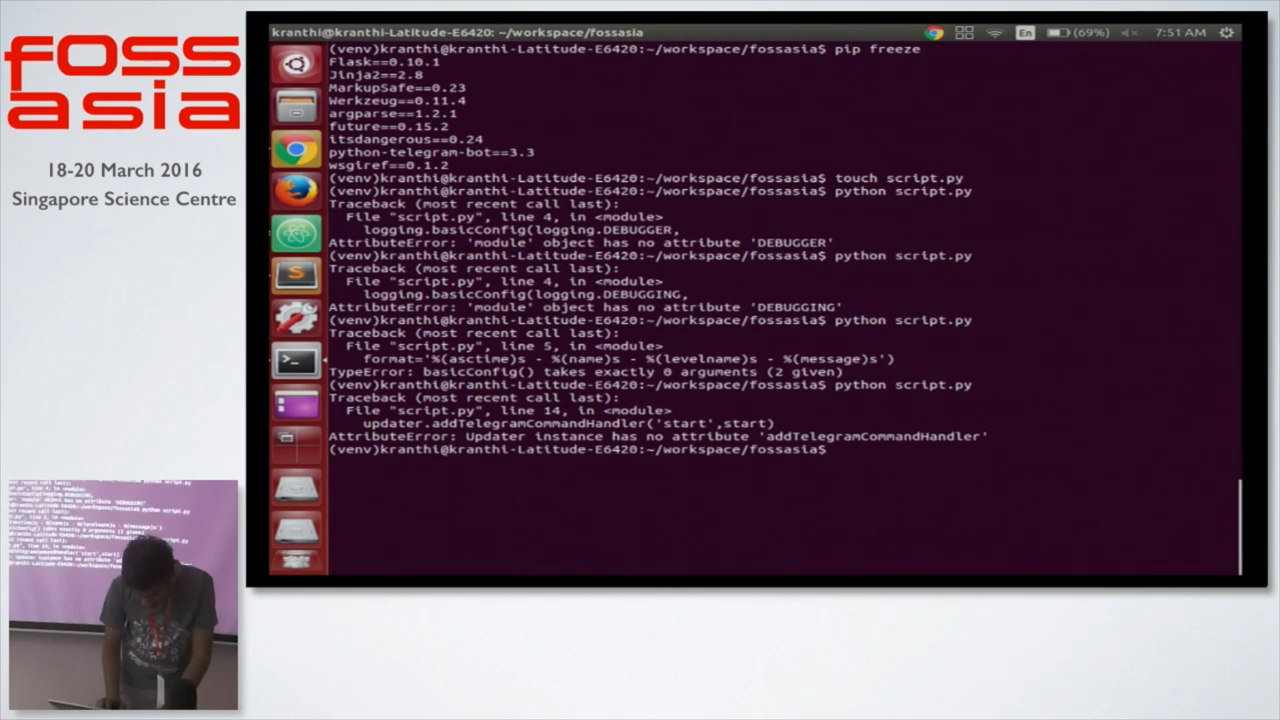 foss
asia
18-20 March 2016
Singapore Science Centre
kranthi@kranthi-Latitude-E6420: ~/workspace/fossasia
En
(69%)
7:51 AM
(venv)kranthi@kranthi-Latitude-E6420:~/workspace/fossasia$ pip freeze
Flask==0.10.1
Jinja2==2.8
MarkupSafe==0.23
Werkzeug==0.11.4
argparse==1.2.1
future==0.15.2
itsdangerous==0.24
python-telegram-bot==3.3
wsgiref==0.1.2
(venv)kranthi@kranthi-Latitude-E6420:~/workspace/fossasia$ touch script.py
(venv)kranthi@kranthi-Latitude-E6420:~/workspace/fossasia$ python script.py
Traceback (most recent call last):
  File "script.py", line 4, in <module>
    logging.basicConfig(logging.DEBUGGER,
AttributeError: 'module' object has no attribute 'DEBUGGER'
(venv)kranthi@kranthi-Latitude-E6420:~/workspace/fossasia$ python script.py
Traceback (most recent call last):
  File "script.py", line 4, in <module>
    logging.basicConfig(logging.DEBUGGING,
AttributeError: 'module' object has no attribute 'DEBUGGING'
(venv)kranthi@kranthi-Latitude-E6420:~/workspace/fossasia$ python script.py
Traceback (most recent call last):
  File "script.py", line 5, in <module>
    format='%(asctime)s - %(name)s - %(levelname)s - %(message)s')
TypeError: basicConfig() takes exactly 0 arguments (2 given)
(venv)kranthi@kranthi-Latitude-E6420:~/workspace/fossasia$ python script.py
Traceback (most recent call last):
  File "script.py", line 14, in <module>
    updater.addTelegramCommandHandler('start',start)
AttributeError: Updater instance has no attribute 'addTelegramCommandHandler'
(venv)kranthi@kranthi-Latitude-E6420:~/workspace/fossasia$